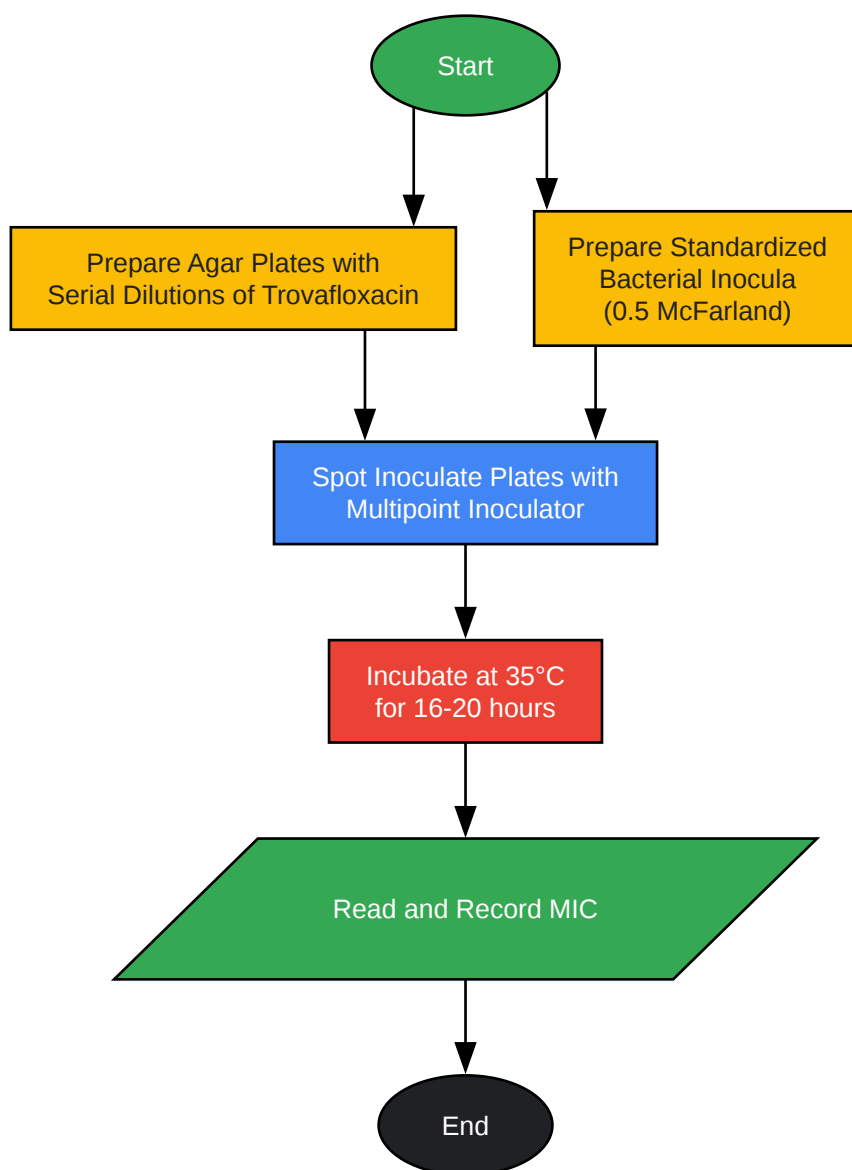 Start
Prepare Agar Plates with
Serial Dilutions of Trovafloxacin
Prepare Standardized
Bacterial Inocula
(0.5 McFarland)
Spot Inoculate Plates with
Multipoint Inoculator
Incubate at 35°C
for 16-20 hours
Read and Record MIC
End